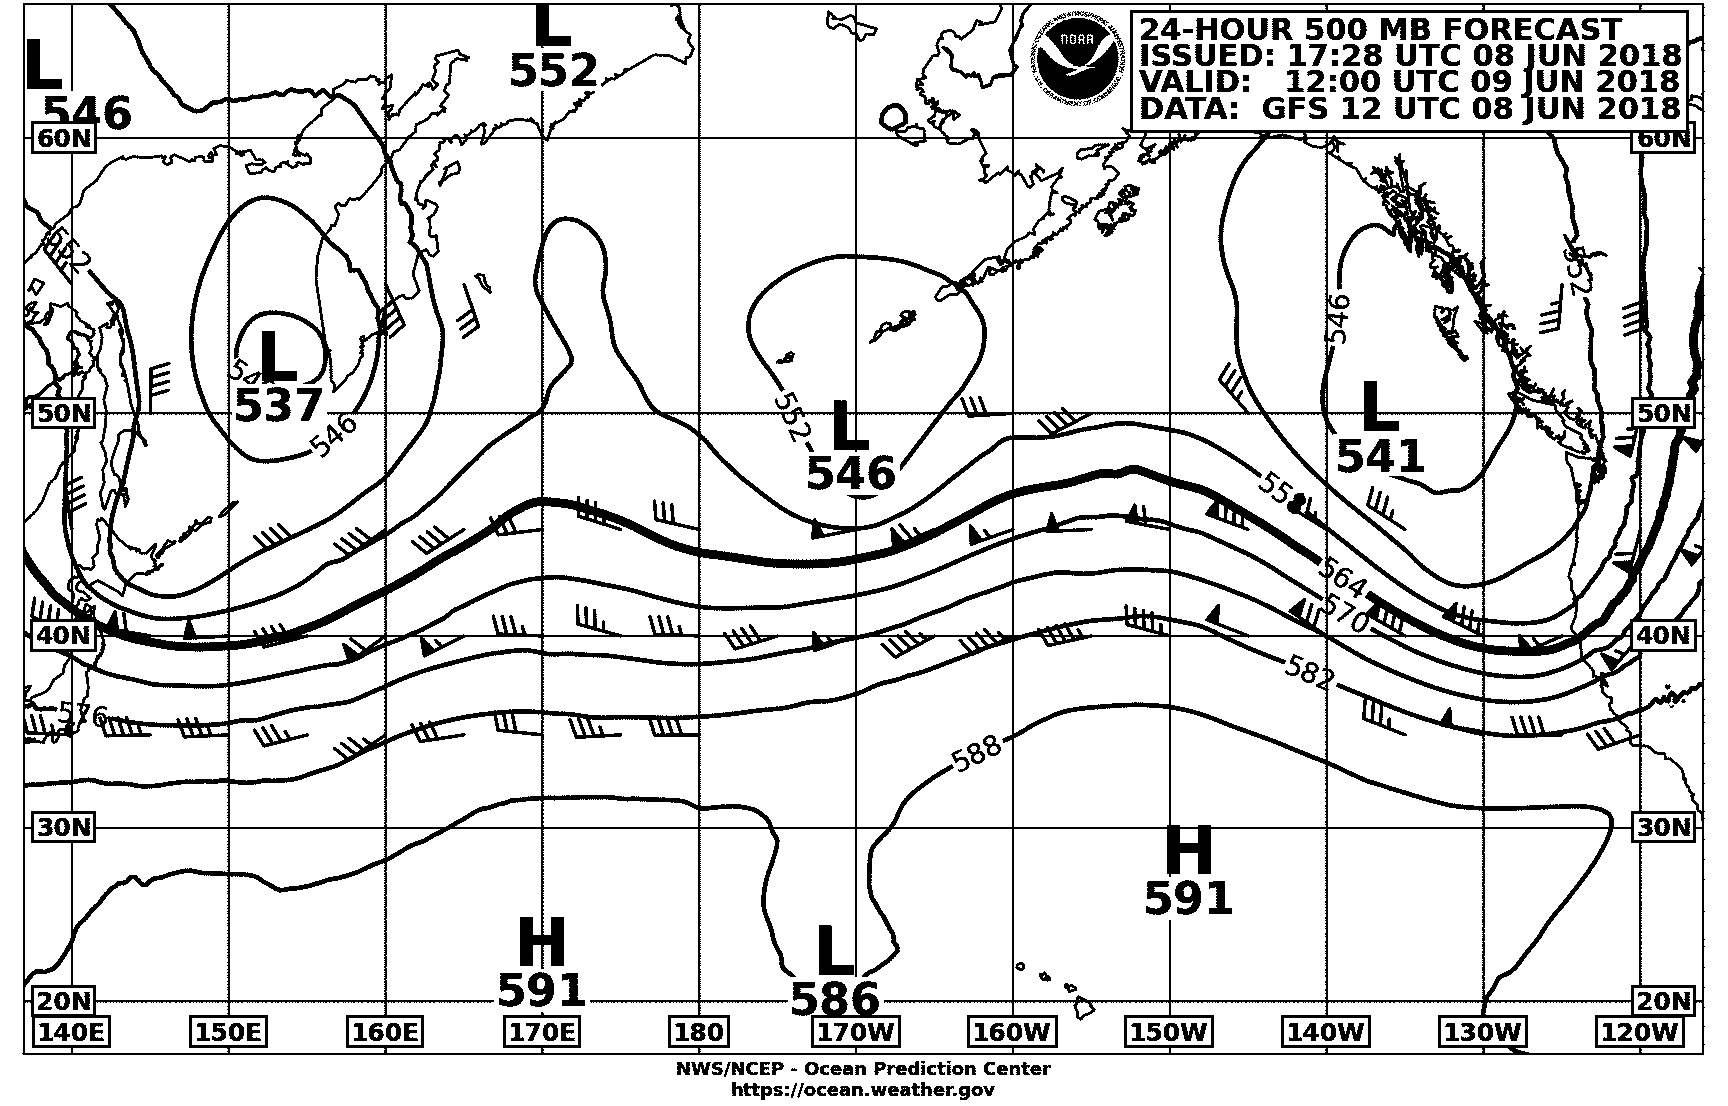 24-HOUR 500 MB FORECAST
ISSUED: 17:28 UTC 08 JUN 2018
VALID: 12:00 UTC 09 JUN 2018
DATA: GFS 12 UTC 08 JUN 2018
NOAA
L
552
L
546
60N
60N
552
552
546
L
537
546
50N
50N
552
L
546
L
541
558
564
570
40N
40N
582
576
588
30N
30N
H
591
H
591
L
586
20N
20N
140E
150E
160E
170E
180
170W
160W
150W
140W
130W
120W
NWS/NCEP - Ocean Prediction Center
https://ocean.weather.gov